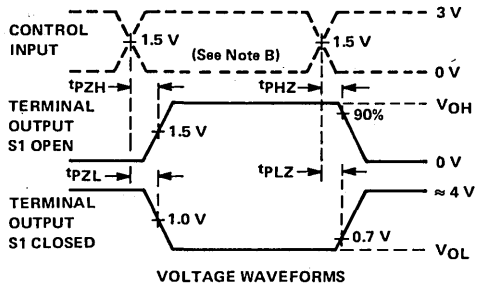 3 V
CONTROL
INPUT
1.5 V
(See Note B)
1.5 V
0 V
tPZH
tPHZ
TERMINAL
OUTPUT
S1 OPEN
1.5 V
90%
VOH
0 V
tPZL
tPLZ
≈ 4 V
TERMINAL
OUTPUT
S1 CLOSED
1.0 V
0.7 V
VOL
VOLTAGE WAVEFORMS